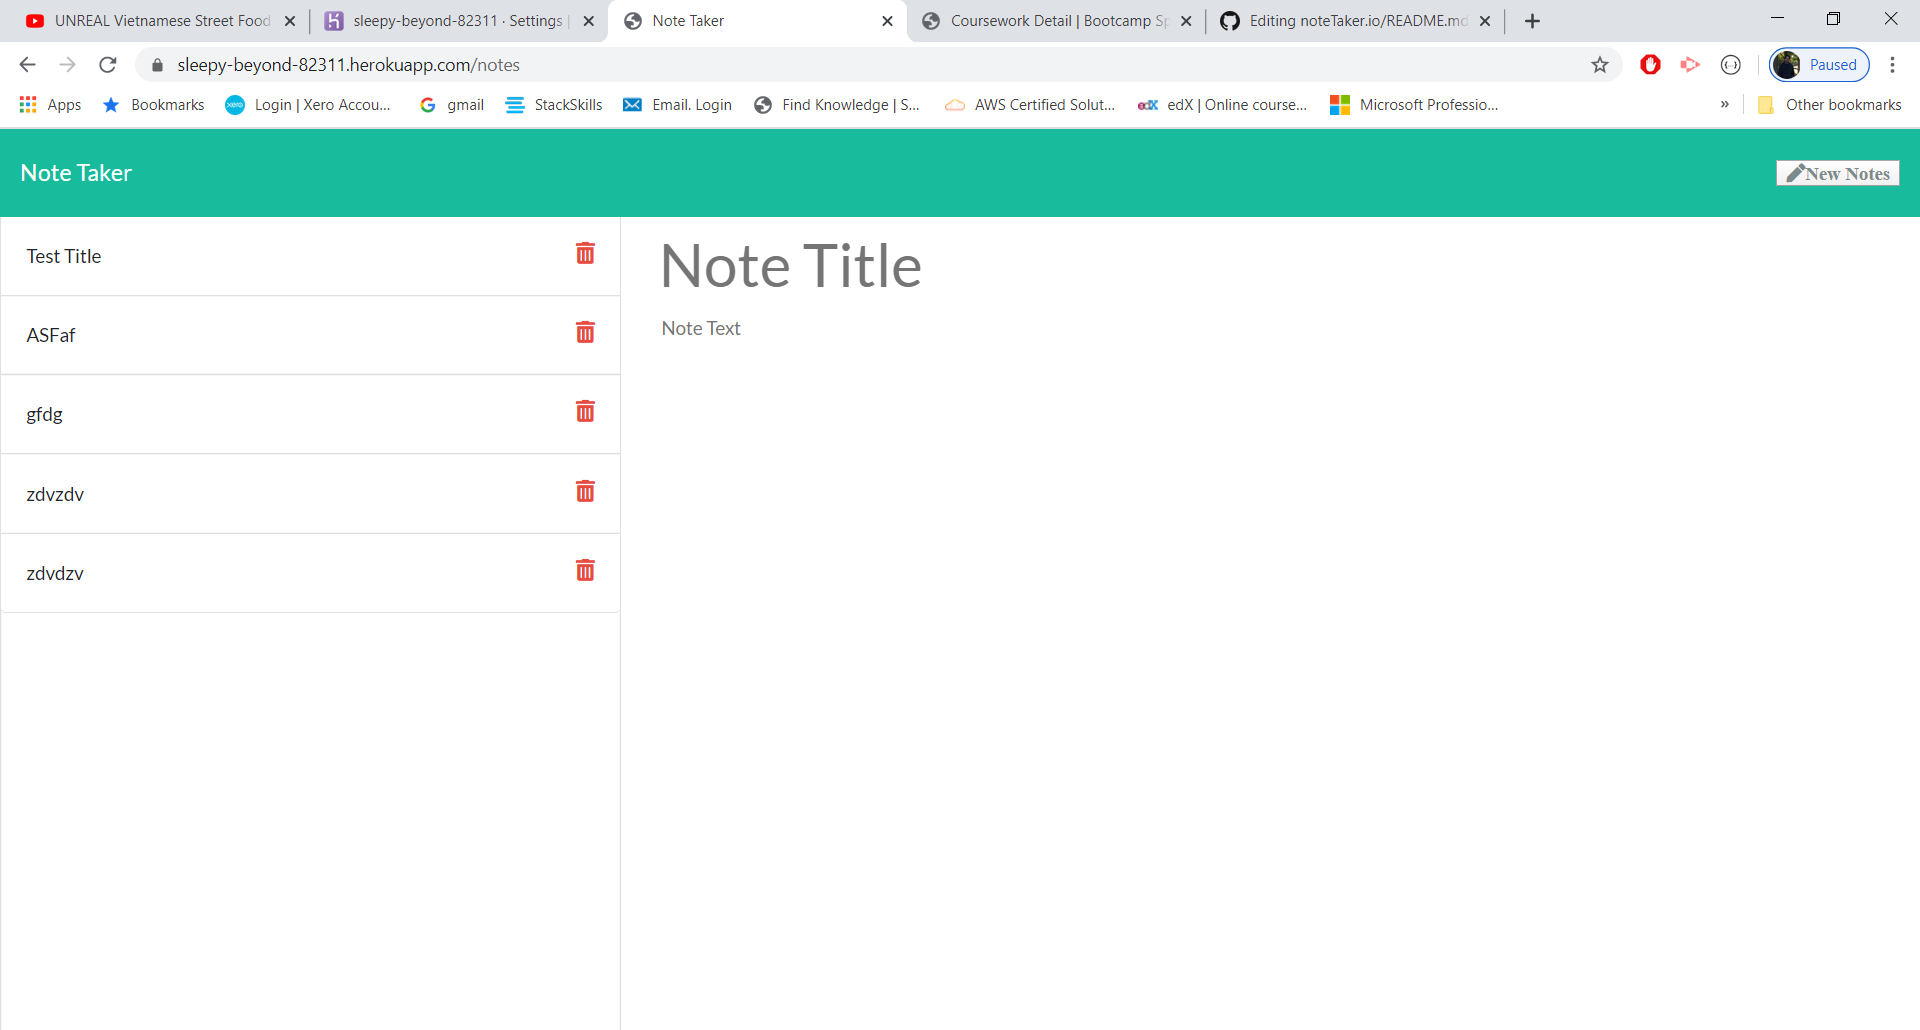 UNREAL Vietnamese Street Food
sleepy-beyond-82311 · Settings |
Note Taker
Coursework Detail | Bootcamp Sp
Editing noteTaker.io/README.md
sleepy-beyond-82311.herokuapp.com/notes
Paused
Apps
Bookmarks
xero
Login | Xero Accou...
gmail
StackSkills
Email. Login
Find Knowledge | S...
AWS Certified Solut...
edX
edX | Online course...
Microsoft Professio...
»
Other bookmarks
Note Taker
New Notes
Test Title
ASFaf
gfdg
zdvzdv
zdvdzv
Note Title
Note Text